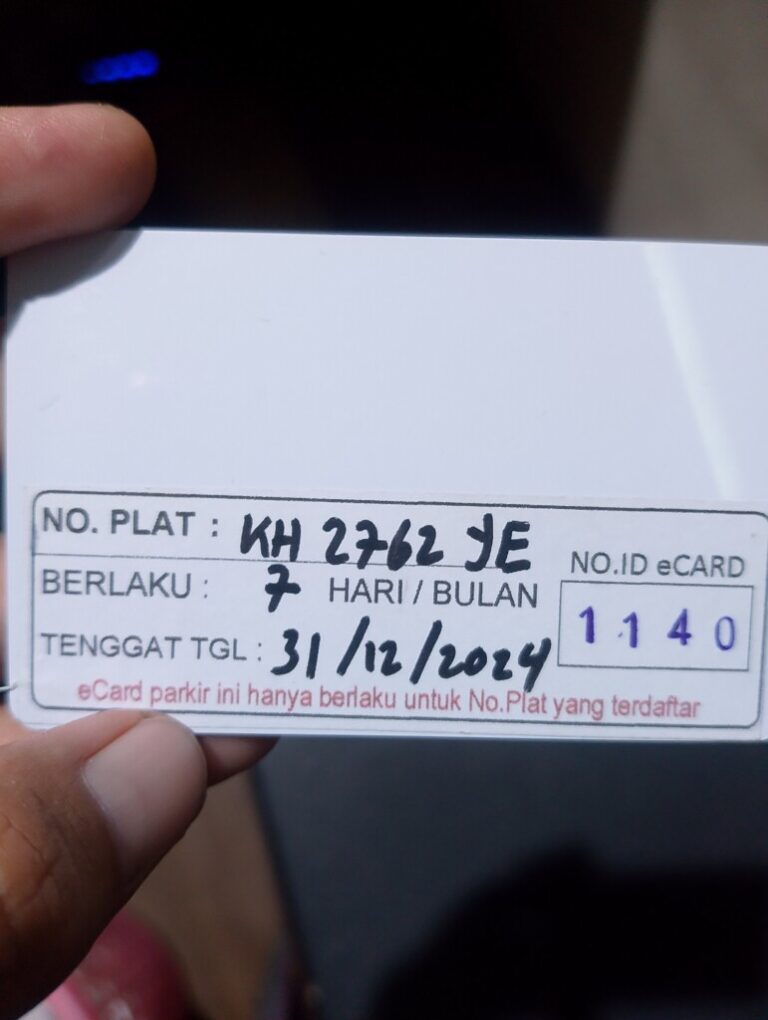 NO. PLAT : KH 2762 YE
BERLAKU : 7 HARI / BULAN
TENGGAT TGL : 31/12/2024
NO.ID eCARD
1140
eCard parkir ini hanya berlaku untuk No.Plat yang terdaftar